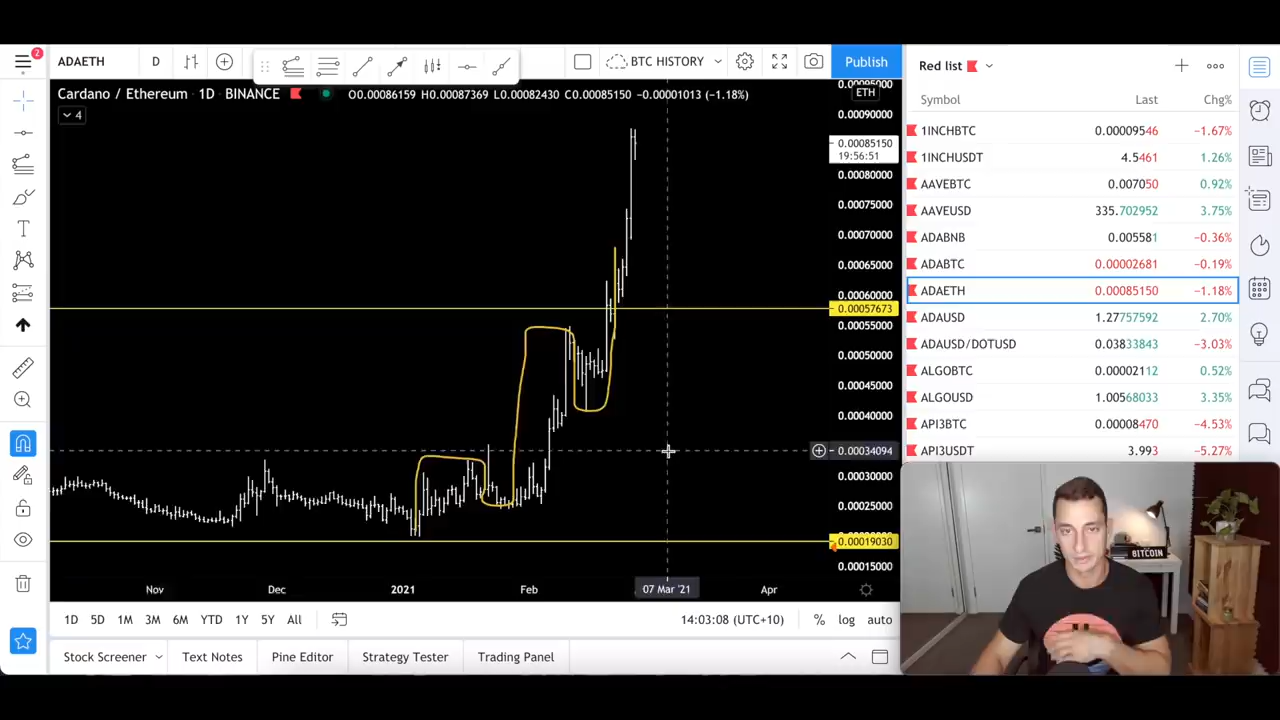 2
ADAETH
D
BTC HISTORY
Publish
Cardano / Ethereum 1D BINANCE O0.00086159 H0.00087369 L0.00082430 C0.00085150 −0.00001013 (−1.18%)
4
ETH
0.00090000
0.00085150
19:56:51
0.00080000
0.00075000
0.00070000
0.00065000
0.00060000
0.00057673
0.00055000
0.00050000
0.00045000
0.00040000
0.00034094
0.00030000
0.00025000
0.00019030
0.00015000
Nov Dec 2021 Feb 07 Mar '21 Apr
1D 5D 1M 3M 6M YTD 1Y 5Y All
14:03:08 (UTC+10) % log auto
Stock Screener Text Notes Pine Editor Strategy Tester Trading Panel
Red list
Symbol Last Chg%
1INCHBTC 0.00009546 −1.67%
1INCHUSDT 4.5461 1.26%
AAVEBTC 0.007050 0.92%
AAVEUSD 335.702952 3.75%
ADABNB 0.005581 −0.36%
ADABTC 0.00002681 −0.19%
ADAETH 0.00085150 −1.18%
ADAUSD 1.27757592 2.70%
ADAUSD/DOTUSD 0.03833843 −3.03%
ALGOBTC 0.00002112 0.52%
ALGOUSD 1.00568033 3.35%
API3BTC 0.00008470 −4.53%
API3USDT 3.993 −5.27%
BITCOIN